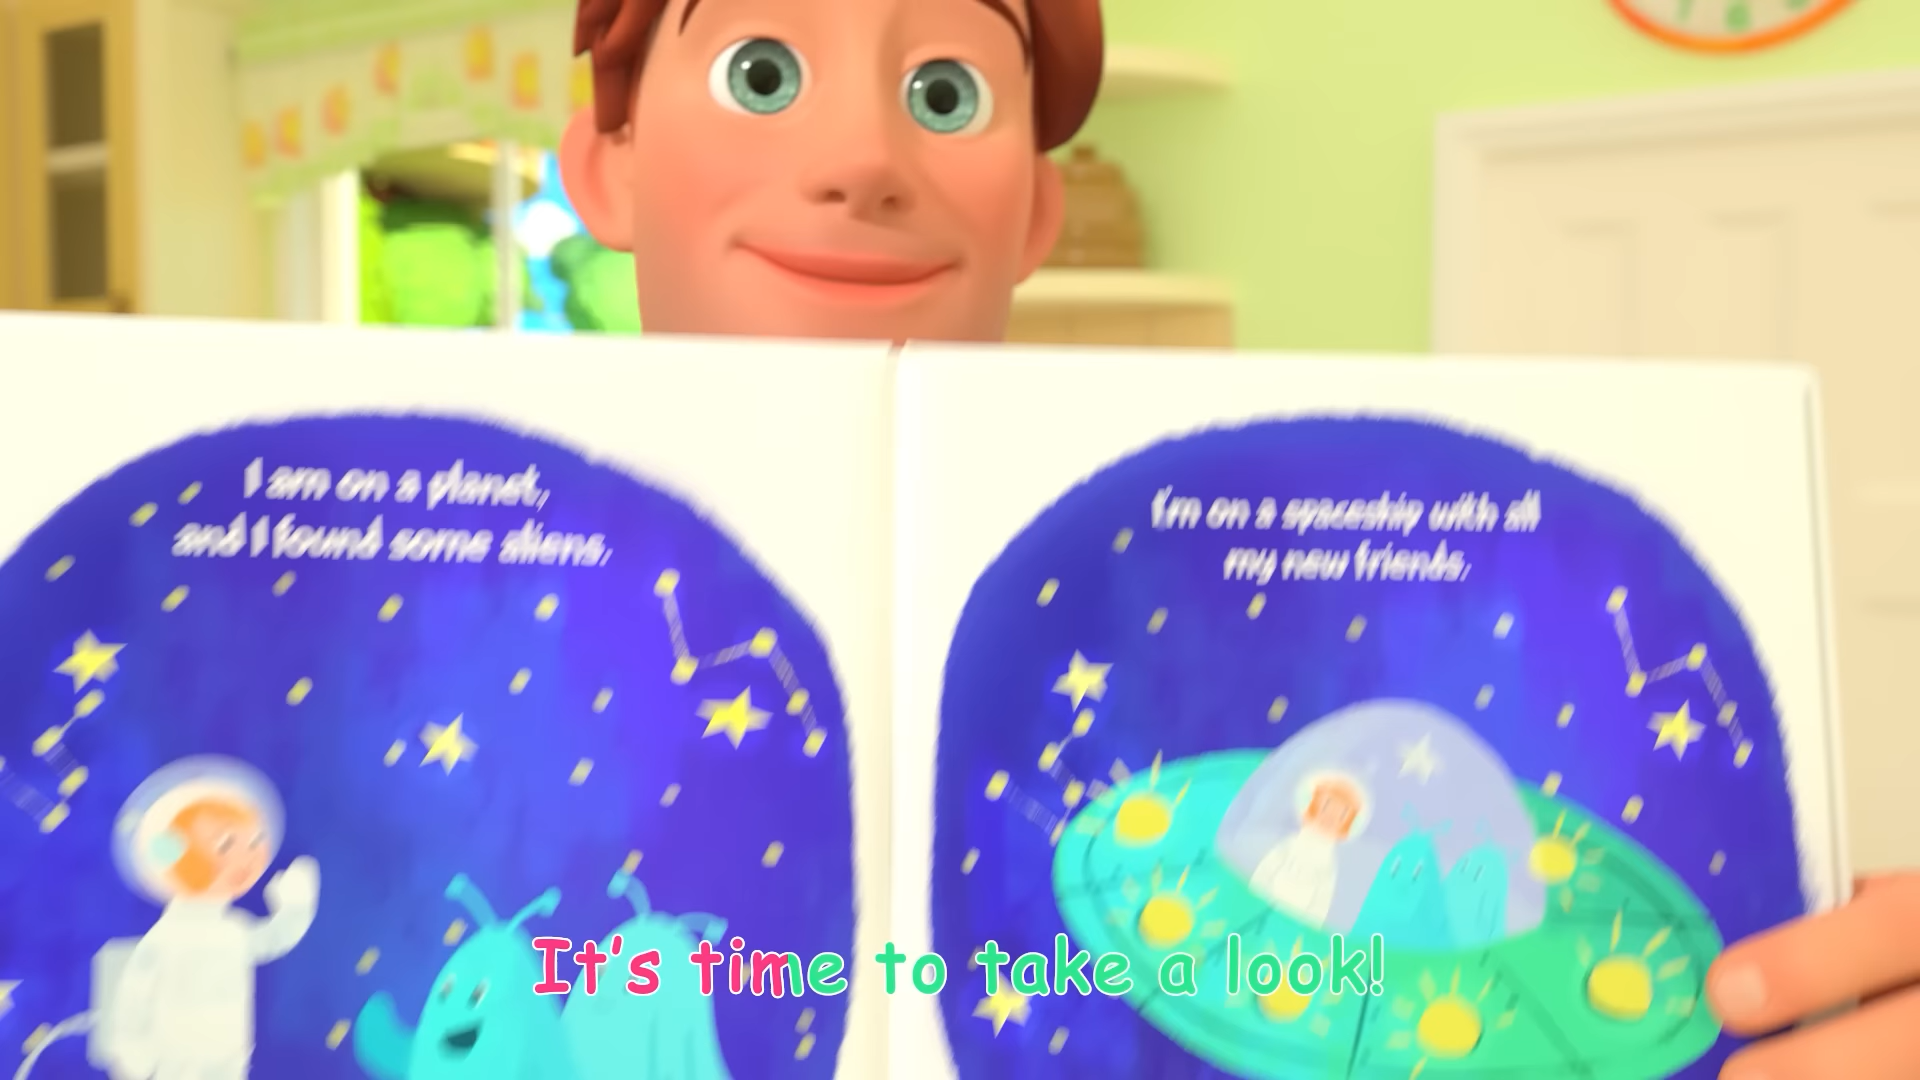 I am on a planet,
and I found some aliens,
I'm on a spaceship with all
my new friends,
It's time to take a look!